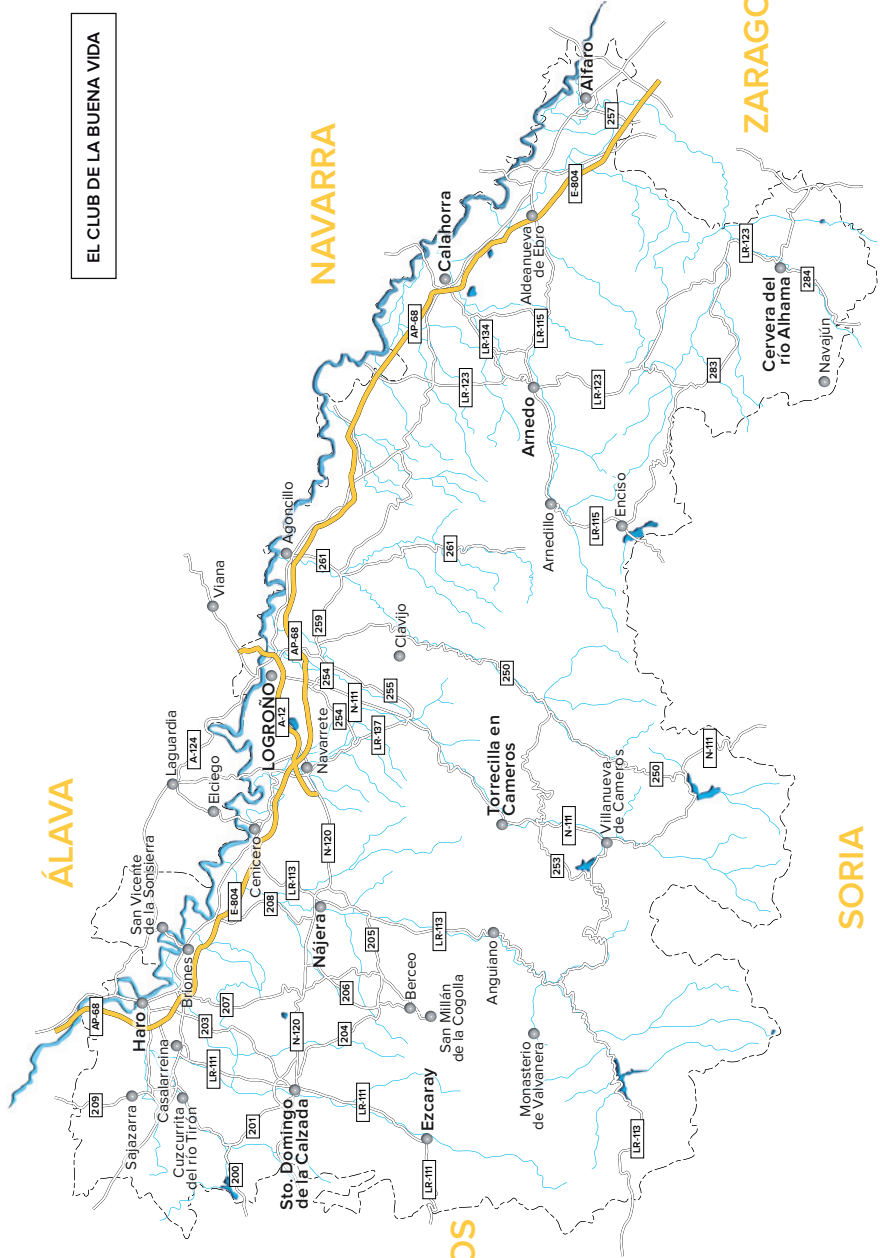 EL CLUB DE LA BUENA VIDA
ÁLAVA
NAVARRA
ZARAGO
SORIA
OS
AP-68
209
Sajazarra
Haro
San Vicente
de la Sonsierra
Briones
Casalarreina
Cuzcurrita
del río Tirón
Laguardia
A-124
Elciego
Viana
203
207
LR-111
200
201
E-804
208
Cenicero
LOGROÑO
A-12
AP-68
Agoncillo
Sto. Domingo
de la Calzada
N-120
LR-113
Nájera
N-120
Navarrete
254
254
259
261
N-111
LR-137
255
204
206
205
LR-111
Berceo
San Millán
de la Cogolla
Clavijo
261
AP-68
Calahorra
LR-111
Ezcaray
LR-113
Anguiano
Torrecilla en
Cameros
250
LR-123
LR-134
LR-115
Arnedo
Aldeanueva
de Ebro
E-804
Alfaro
257
Monasterio
de Valvanera
253
N-111
Villanueva
de Cameros
Arnedillo
LR-115
Enciso
LR-123
LR-113
250
N-111
283
LR-123
Cervera del
río Alhama
284
Navajún